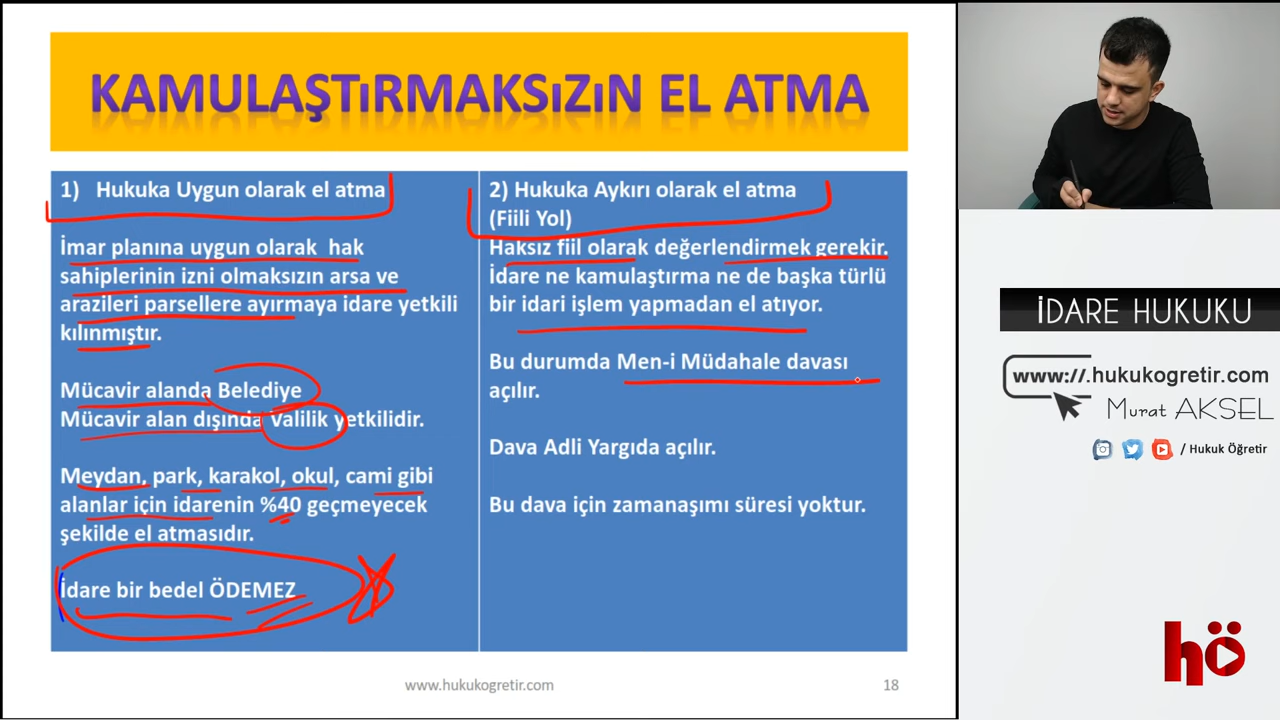 KAMULAŞTıRMAKSıZıN EL ATMA
1) Hukuka Uygun olarak el atma
İmar planına uygun olarak hak
sahiplerinin izni olmaksızın arsa ve
arazileri parsellere ayırmaya idare yetkili
kılınmıştır.
Mücavir alanda Belediye
Mücavir alan dışında Valilik yetkilidir.
Meydan, park, karakol, okul, cami gibi
alanlar için idarenin %40 geçmeyecek
şekilde el atmasıdır.
İdare bir bedel ÖDEMEZ
2) Hukuka Aykırı olarak el atma
(Fiili Yol)
Haksız fiil olarak değerlendirmek gerekir.
İdare ne kamulaştırma ne de başka türlü
bir idari işlem yapmadan el atıyor.
Bu durumda Men-i Müdahale davası
açılır.
Dava Adli Yargıda açılır.
Bu dava için zamanaşımı süresi yoktur.
www.hukukogretir.com
18
İDARE HUKUKU
www://.hukukogretir.com
Murat AKSEL
/ Hukuk Öğretir
hö